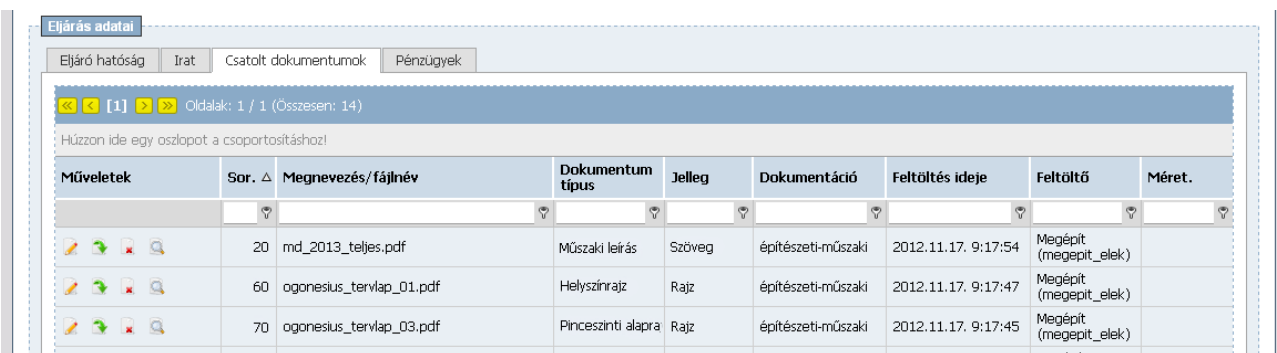 Eljárás adatai
Eljáró hatóság Irat Csatolt dokumentumok Pénzügyek
[1] Oldalak: 1 / 1 (Összesen: 14)
Húzzon ide egy oszlopot a csoportosításhoz!
Műveletek Sor. Megnevezés/fájlnév Dokumentum típus Jelleg Dokumentáció Feltöltés ideje Feltöltő Méret.
20 md_2013_teljes.pdf Műszaki leírás Szöveg építészeti-műszaki 2012.11.17. 9:17:54 Megépít (megepit_elek)
60 ogonesius_tervlap_01.pdf Helyszínrajz Rajz építészeti-műszaki 2012.11.17. 9:17:47 Megépít (megepit_elek)
70 ogonesius_tervlap_03.pdf Pinceszinti alapra Rajz építészeti-műszaki 2012.11.17. 9:17:45 Megépít (megepit_elek)